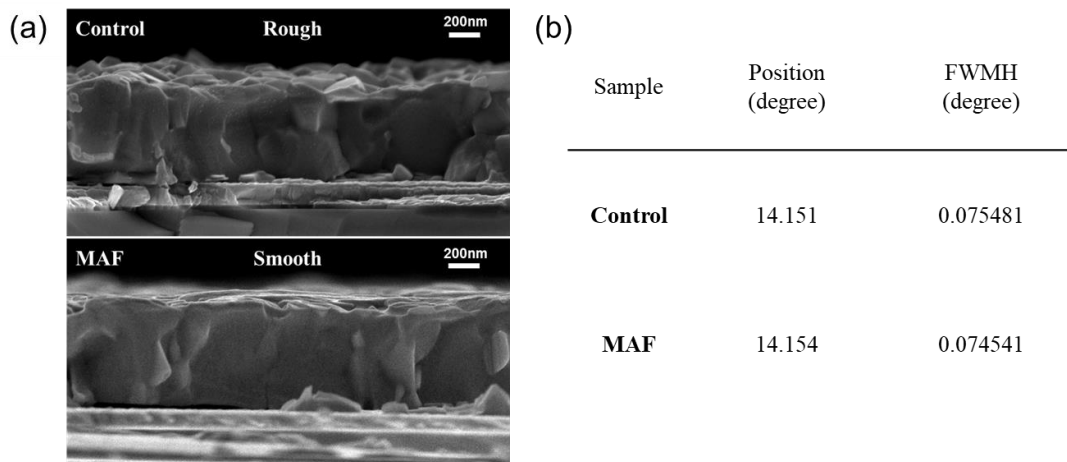 (a)
Control Rough 200nm
MAF Smooth 200nm
(b)
Sample Position (degree) FWMH (degree)
Control 14.151 0.075481
MAF 14.154 0.074541